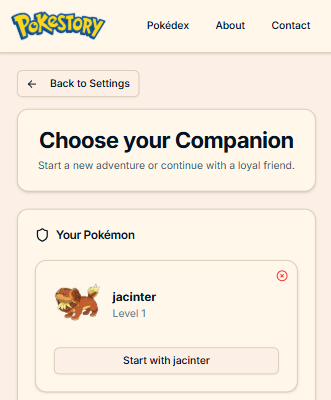 POKESTORY
Pokédex
About
Contact
Back to Settings
Choose your Companion
Start a new adventure or continue with a loyal friend.
Your Pokémon
jacinter
Level 1
Start with jacinter